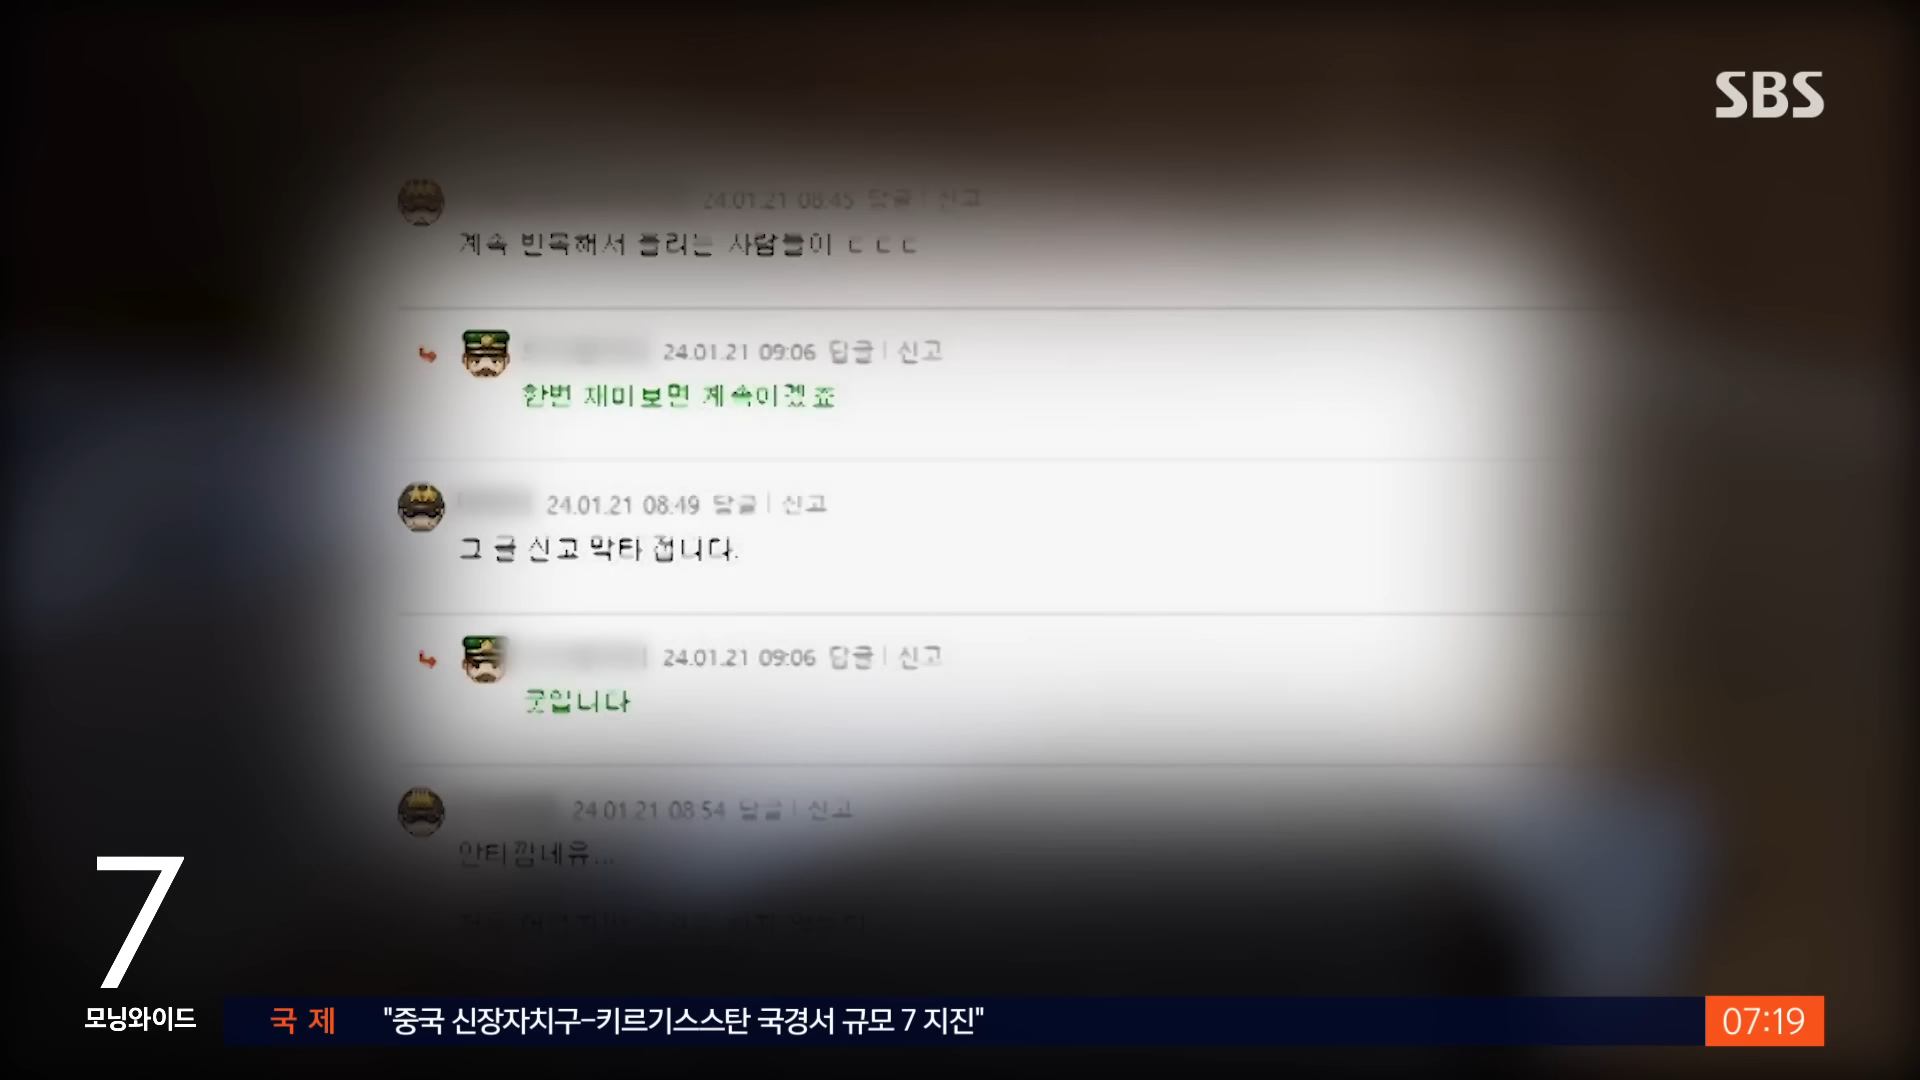 SBS
24.01.21 08:45 답글 | 신고
계속 반복해서 올리는 사람들이 ㄷㄷㄷ
24.01.21 09:06 답글 | 신고
한번 재미보면 계속이겠죠
24.01.21 08:49 답글 | 신고
그 글 신고 막타 접니다.
24.01.21 09:06 답글 | 신고
굿입니다
24.01.21 08:54 답글 | 신고
안타깝네유...
7
모닝와이드
국 제 "중국 신장자치구-키르기스스탄 국경서 규모 7 지진" 07:19